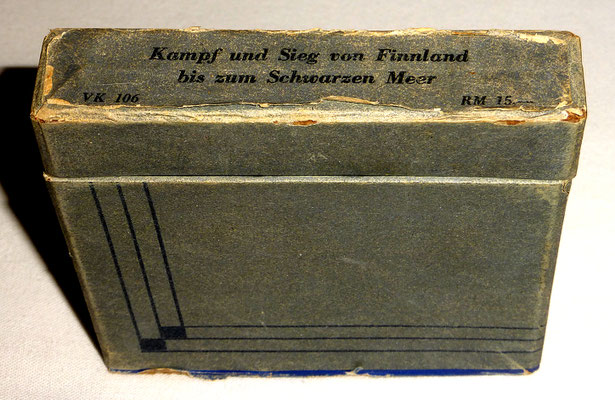 Kampf und Sieg von Finnland
bis zum Schwarzen Meer
VK 106 RM 15.—